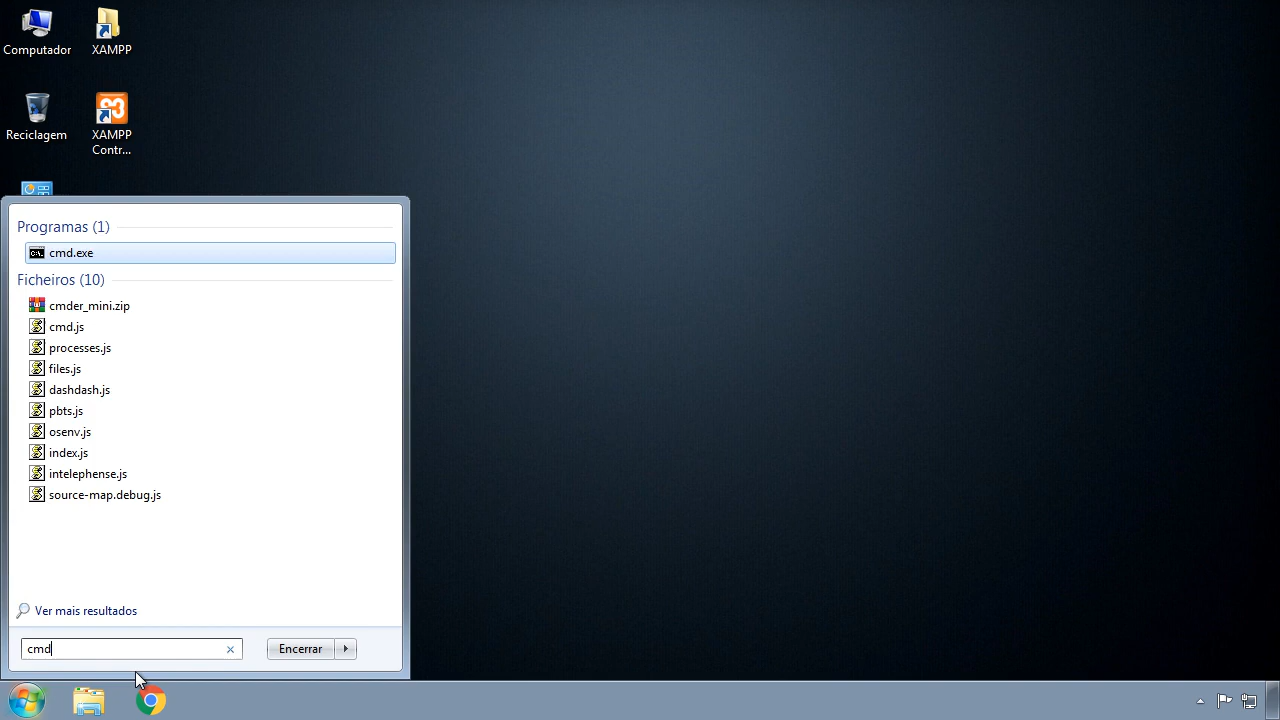 Computador
XAMPP
Reciclagem
XAMPP
Contr...
Programas (1)
cmd.exe
Ficheiros (10)
cmder_mini.zip
cmd.js
processes.js
files.js
dashdash.js
pbts.js
osenv.js
index.js
intelephense.js
source-map.debug.js
Ver mais resultados
cmd
Encerrar